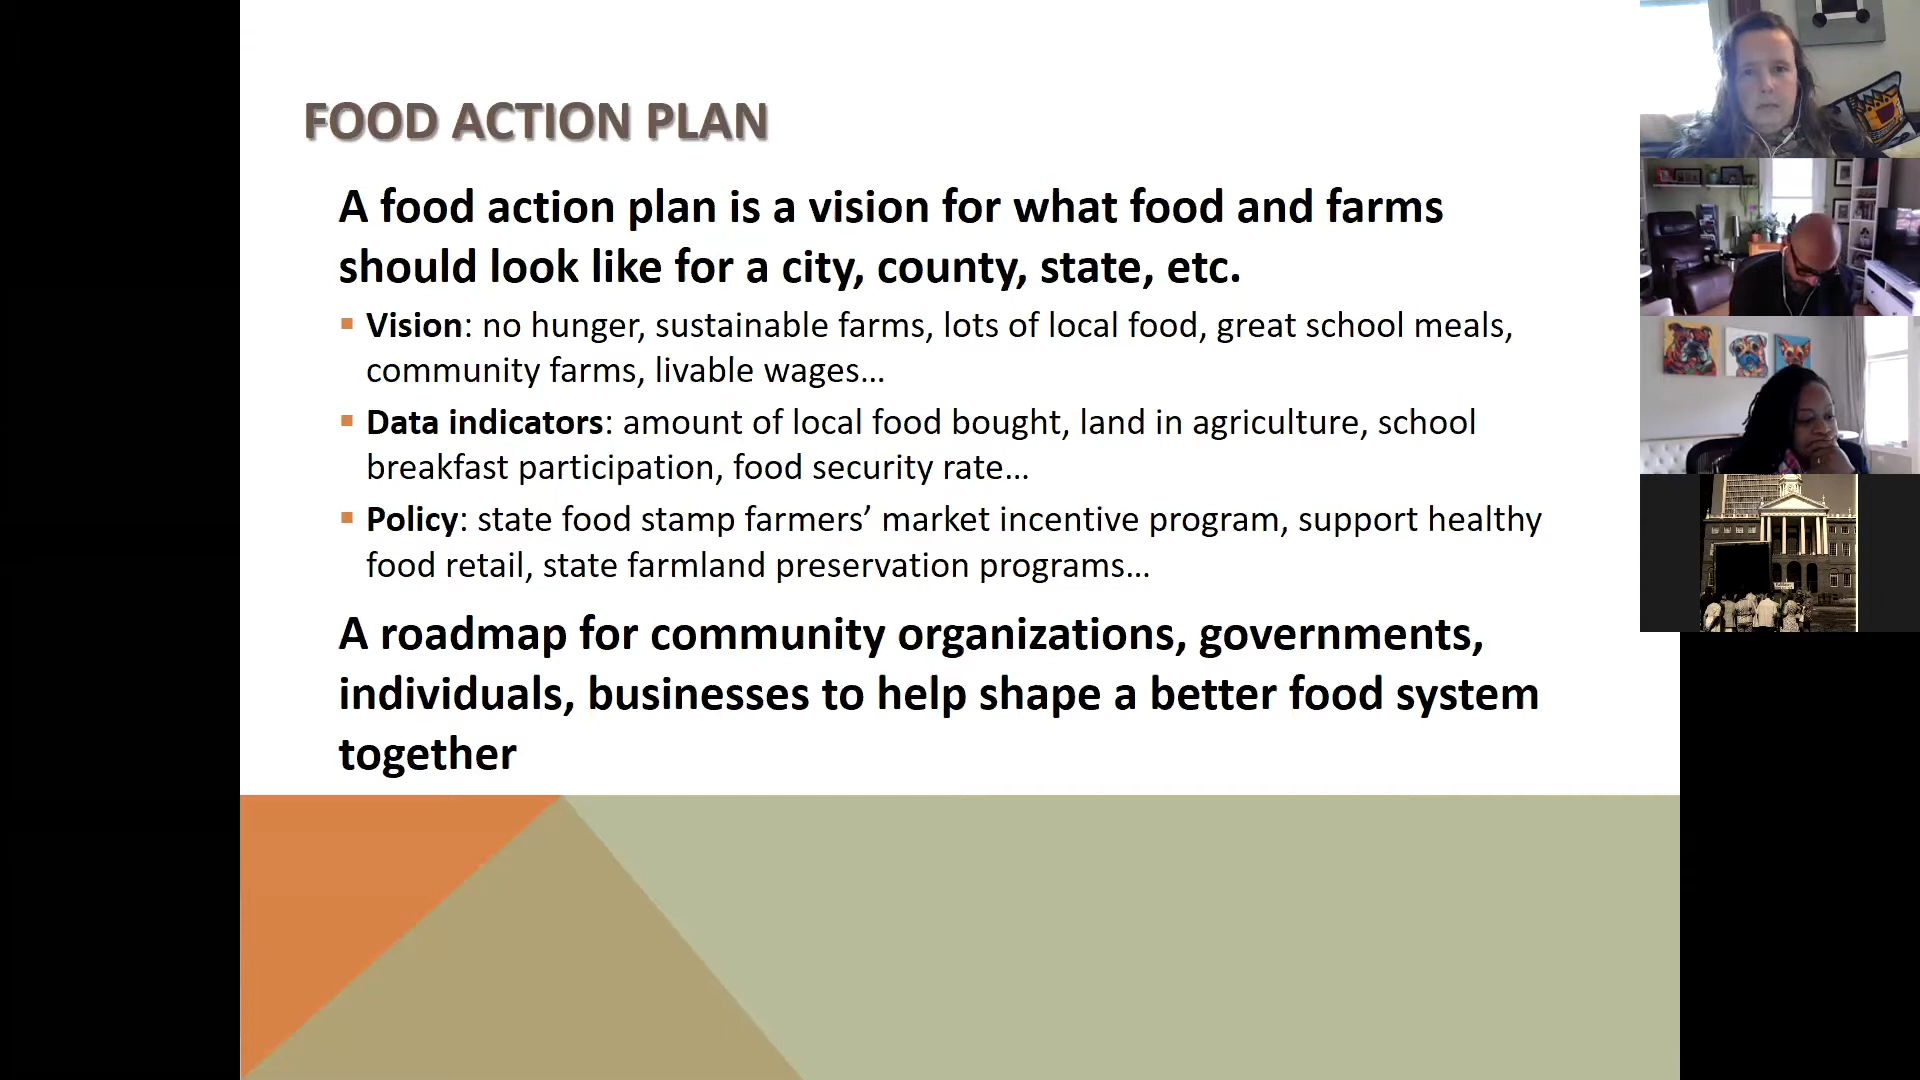 FOOD ACTION PLAN
A food action plan is a vision for what food and farms
should look like for a city, county, state, etc.
▪ Vision: no hunger, sustainable farms, lots of local food, great school meals,
community farms, livable wages…
▪ Data indicators: amount of local food bought, land in agriculture, school
breakfast participation, food security rate…
▪ Policy: state food stamp farmers’ market incentive program, support healthy
food retail, state farmland preservation programs…
A roadmap for community organizations, governments,
individuals, businesses to help shape a better food system
together